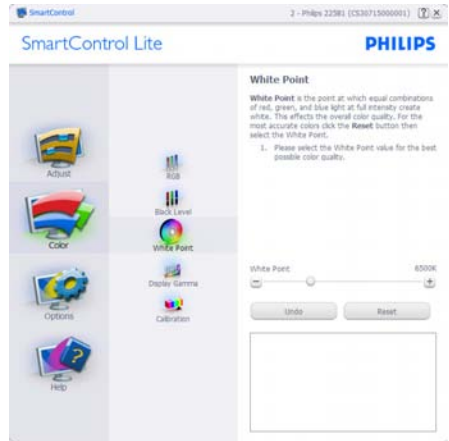 SmartControl
2 - Philips 225B1 (CS30715000001)
SmartControl Lite
PHILIPS
Adjust
Color
Options
Help
RGB
Black Level
White Point
Display Gamma
Calibration
White Point
White Point is the point at which equal combinations
of red, green, and blue light at full intensity create
white. This effects the overall color quality. For the
most accurate colors click the Reset button then
select the White Point.
1. Please select the White Point value for the best
possible color quality.
White Point 6500K
Undo Reset